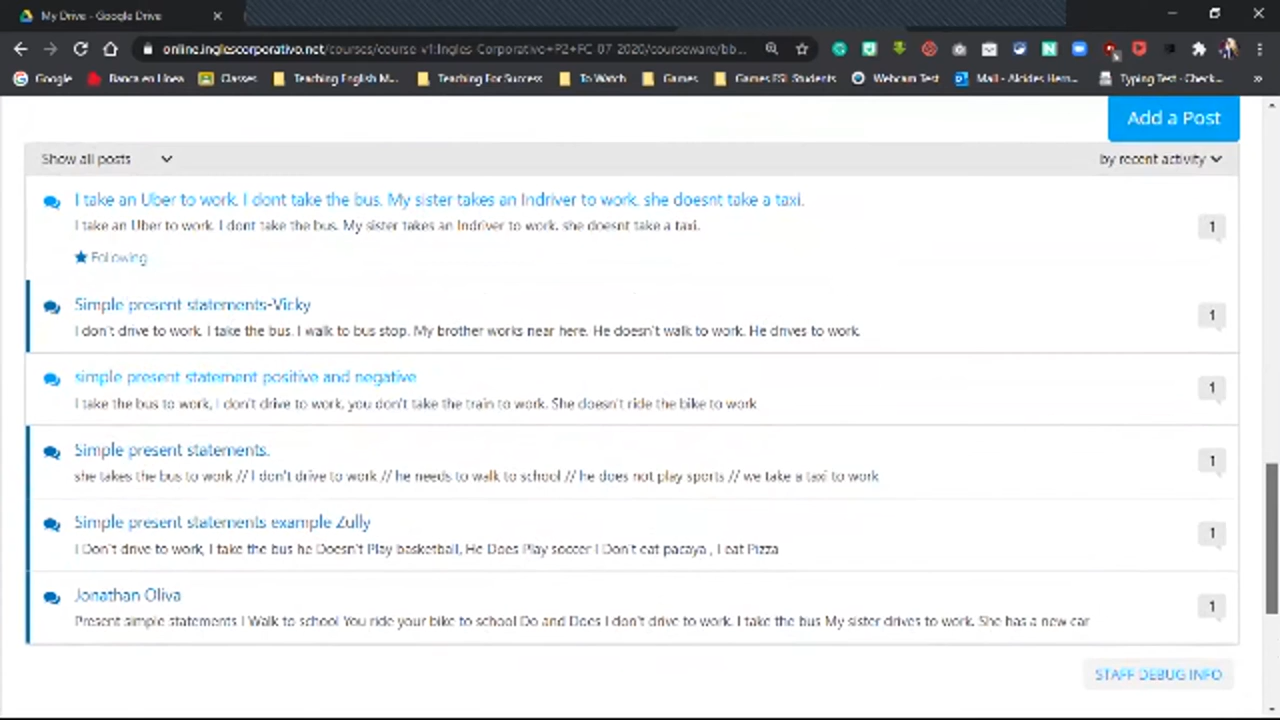 My Drive - Google Drive
online.inglescorporativo.net/courses/course-v1:Ingles-Corporativo+P2+FC-07-2020/courseware/bb...
Google Banca en Línea Classes Teaching English M... Teaching For Success To Watch Games Games ESL Students Webcam Test Mail - Alcides Hern... Typing Test - Check... »
Add a Post
Show all posts by recent activity
I take an Uber to work. I dont take the bus. My sister takes an Indriver to work. she doesnt take a taxi.
I take an Uber to work. I dont take the bus. My sister takes an Indriver to work. she doesnt take a taxi.
1
Following
Simple present statements-Vicky
I don't drive to work. I take the bus. I walk to bus stop. My brother works near here. He doesn't walk to work. He drives to work.
1
simple present statement positive and negative
I take the bus to work, I don't drive to work. you don't take the train to work. She doesn't ride the bike to work
1
Simple present statements.
she takes the bus to work // I don't drive to work // he needs to walk to school // he does not play sports // we take a taxi to work
1
Simple present statements example Zully
I Don't drive to work, I take the bus he Doesn't Play basketball, He Does Play soccer I Don't eat pacaya , I eat Pizza
1
Jonathan Oliva
Present simple statements I Walk to school You ride your bike to school Do and Does I don't drive to work. I take the bus My sister drives to work. She has a new car
1
STAFF DEBUG INFO